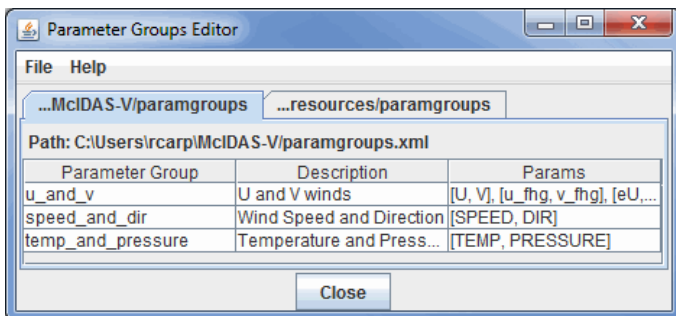 Parameter Groups Editor
File Help
...McIDAS-V/paramgroups ...resources/paramgroups
Path: C:\Users\rcarp\McIDAS-V/paramgroups.xml
Parameter Group Description Params
u_and_v U and V winds [U, V], [u_fhg, v_fhg], [eU,...
speed_and_dir Wind Speed and Direction [SPEED, DIR]
temp_and_pressure Temperature and Press... [TEMP, PRESSURE]
Close